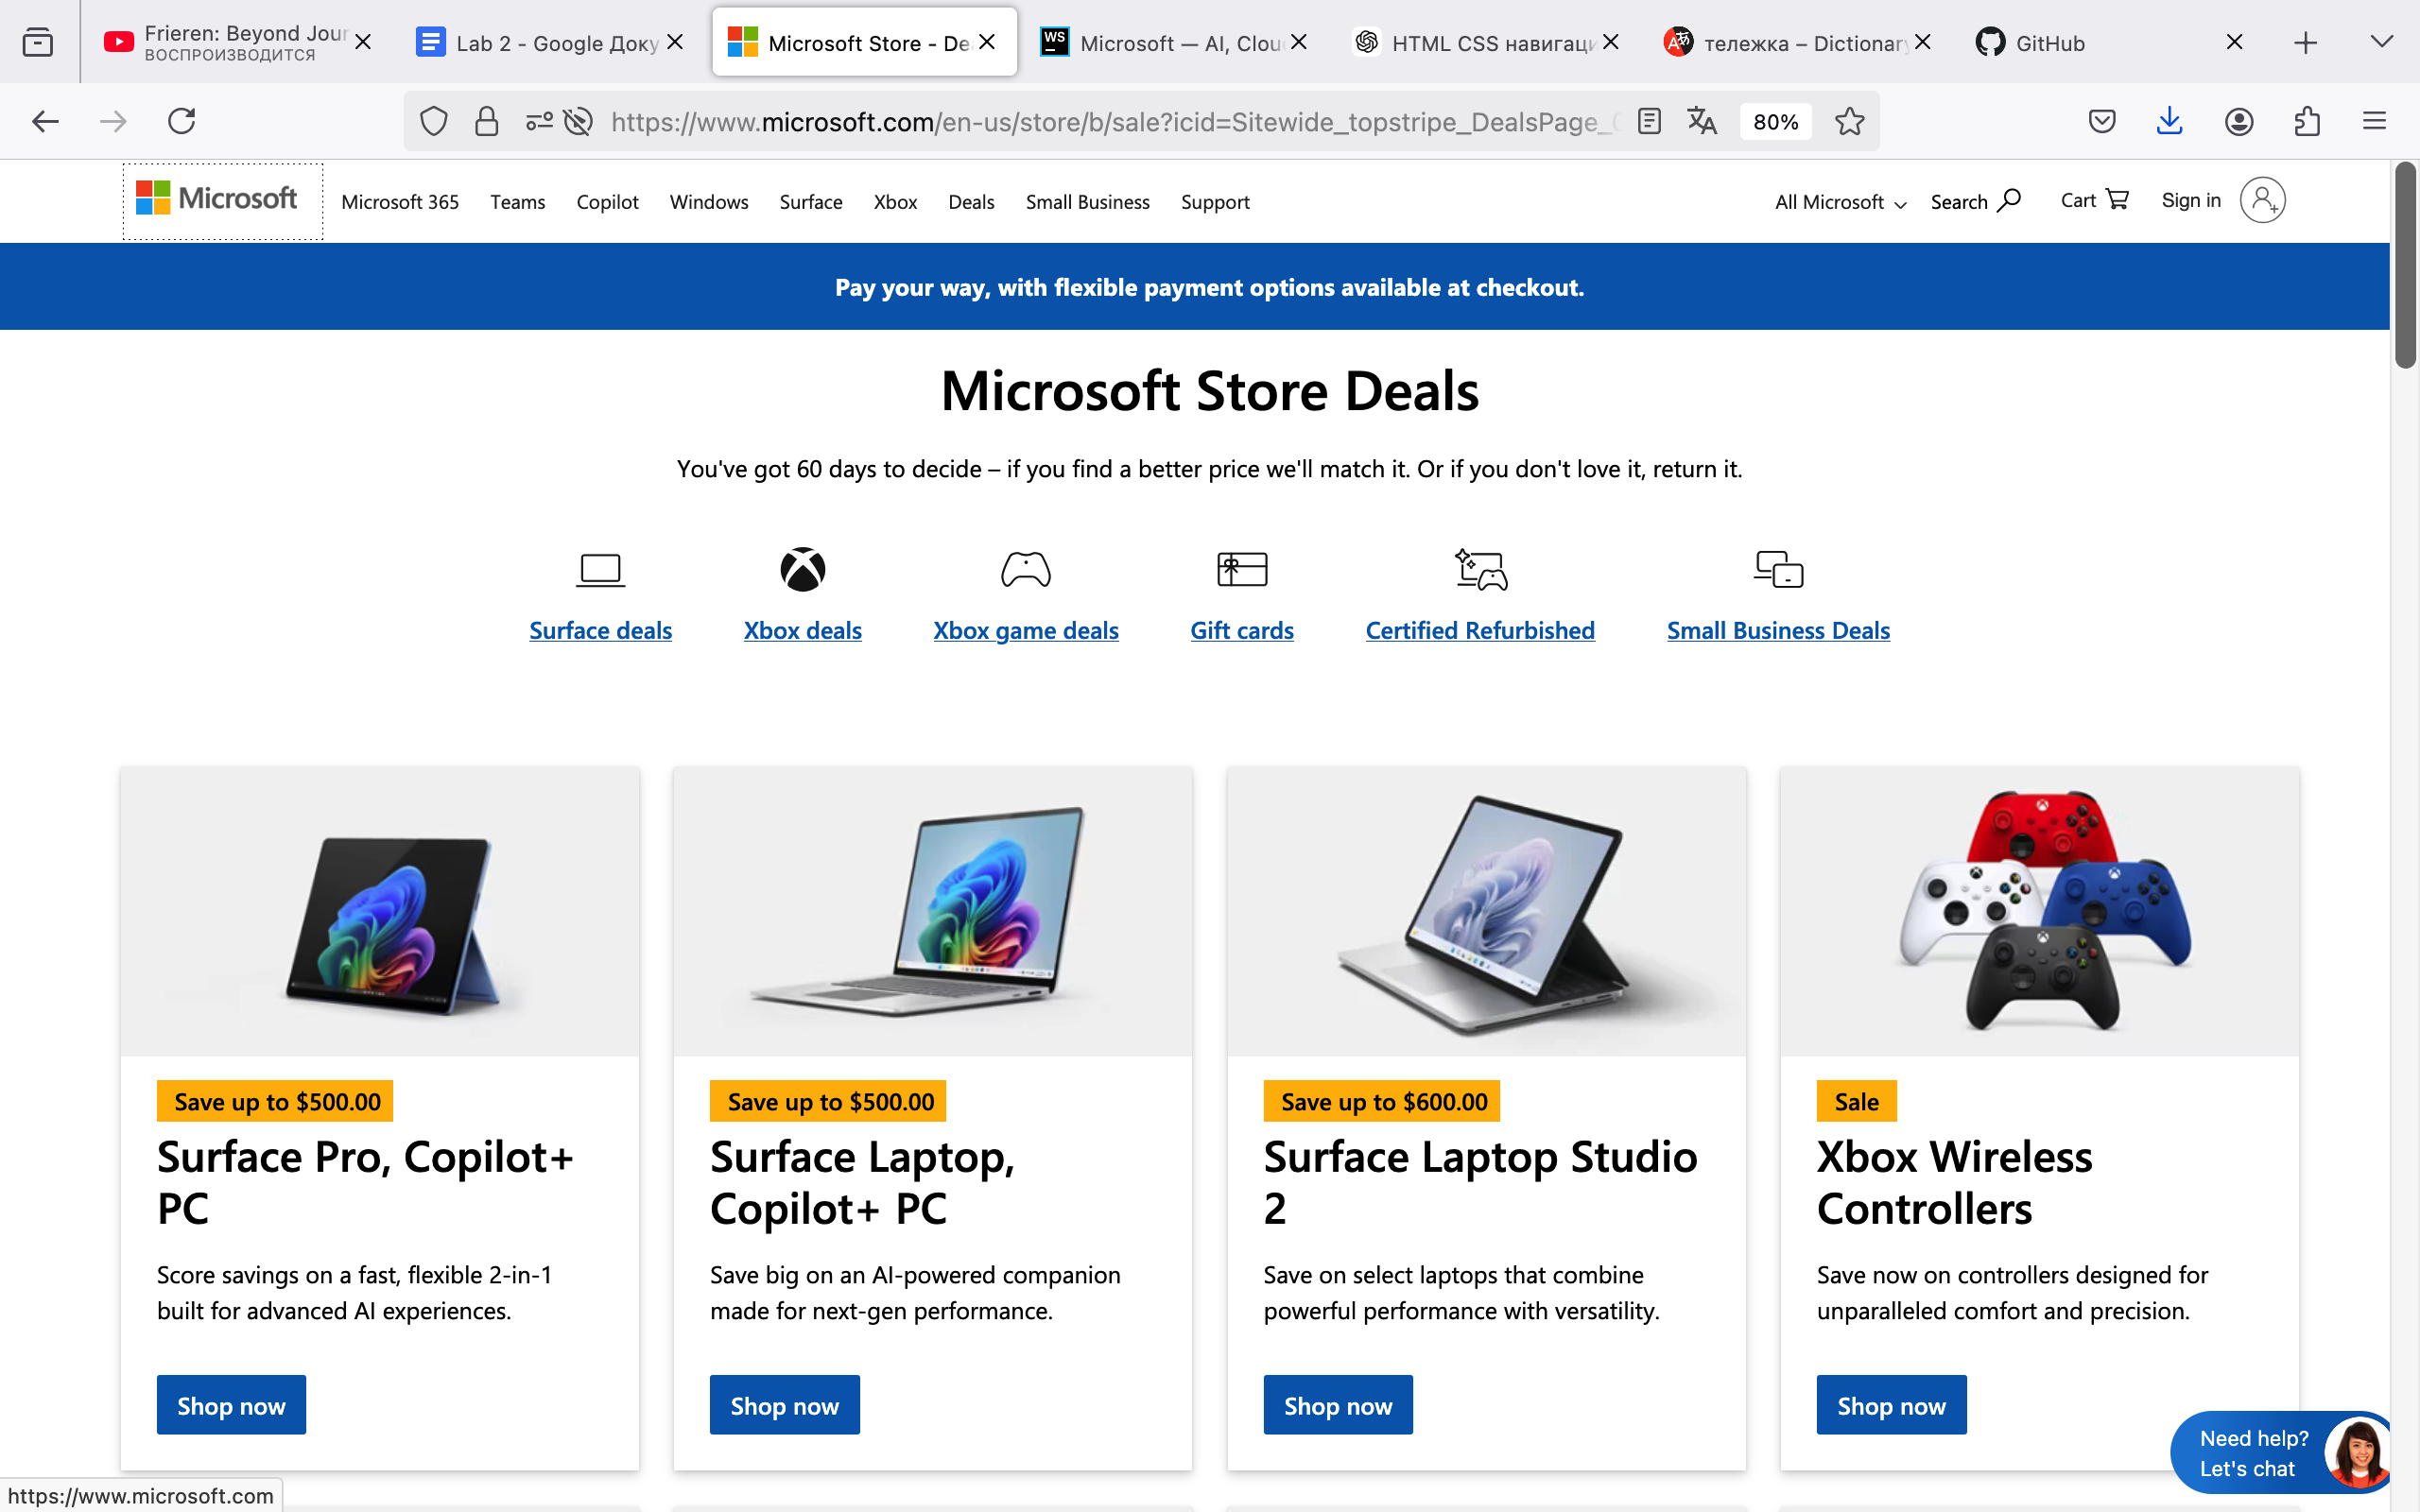 Frieren: Beyond Jour
ВОСПРОИЗВОДИТСЯ
Lab 2 - Google Доку
Microsoft Store - De
WS
Microsoft — AI, Clou
HTML CSS навигаци
тележка – Dictionary
GitHub
https://www.microsoft.com/en-us/store/b/sale?icid=Sitewide_topstripe_DealsPage_
80%
Microsoft
Microsoft 365
Teams
Copilot
Windows
Surface
Xbox
Deals
Small Business
Support
All Microsoft
Search
Cart
Sign in
Pay your way, with flexible payment options available at checkout.
Microsoft Store Deals
You've got 60 days to decide – if you find a better price we'll match it. Or if you don't love it, return it.
Surface deals
Xbox deals
Xbox game deals
Gift cards
Certified Refurbished
Small Business Deals
Save up to $500.00
Surface Pro, Copilot+
PC
Score savings on a fast, flexible 2-in-1
built for advanced AI experiences.
Shop now
Save up to $500.00
Surface Laptop,
Copilot+ PC
Save big on an AI-powered companion
made for next-gen performance.
Shop now
Save up to $600.00
Surface Laptop Studio
2
Save on select laptops that combine
powerful performance with versatility.
Shop now
Sale
Xbox Wireless
Controllers
Save now on controllers designed for
unparalleled comfort and precision.
Shop now
Need help?
Let's chat
https://www.microsoft.com